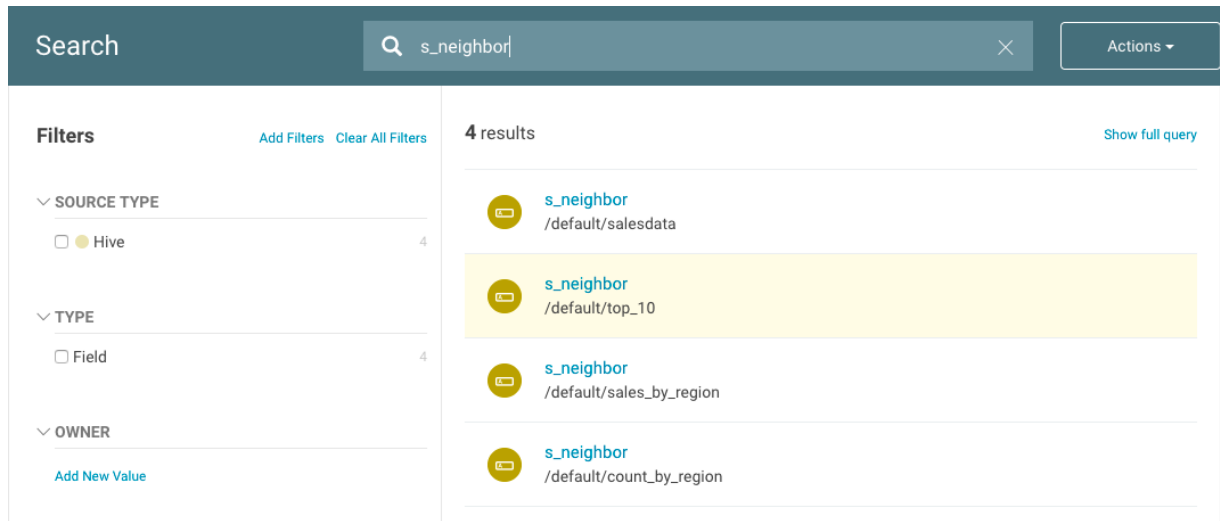 Search
s_neighbor
Actions
Filters
Add Filters Clear All Filters
SOURCE TYPE
Hive 4
TYPE
Field 4
OWNER
Add New Value
4 results
Show full query
s_neighbor
/default/salesdata
s_neighbor
/default/top_10
s_neighbor
/default/sales_by_region
s_neighbor
/default/count_by_region